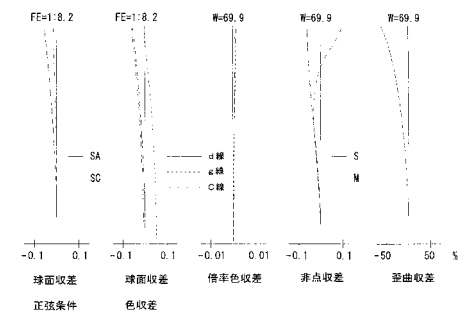 FE=1:8.2 FE=1:8.2 W=69.9 W=69.9 W=69.9
SA
SC
d線
g線
C線
S
M
-0.1 0.1 -0.1 0.1 -0.01 0.01 -0.1 0.1 -50 50 %
球面収差 球面収差 倍率色収差 非点収差 歪曲収差
正弦条件 色収差